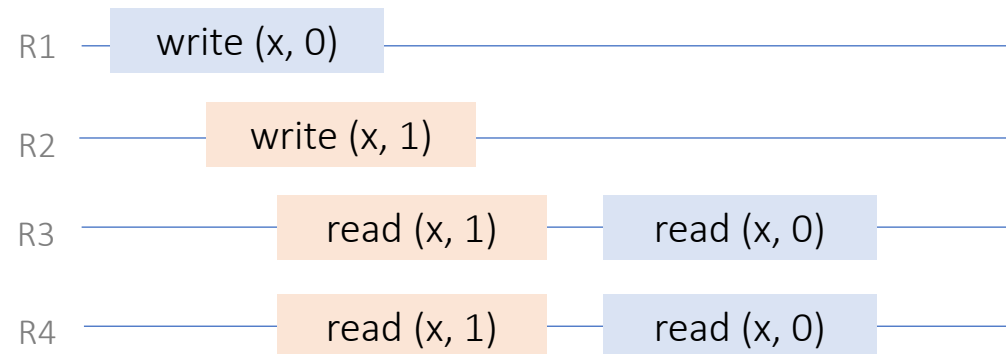 R1 write (x, 0)
R2 write (x, 1)
R3 read (x, 1) read (x, 0)
R4 read (x, 1) read (x, 0)